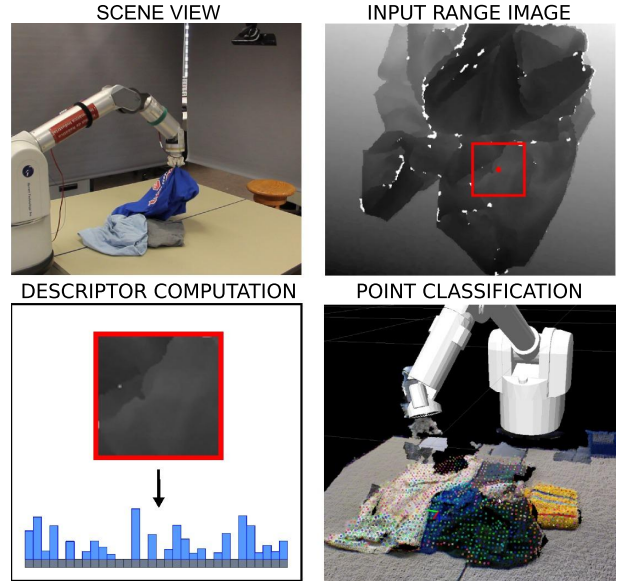 SCENE VIEW
INPUT RANGE IMAGE
DESCRIPTOR COMPUTATION
POINT CLASSIFICATION